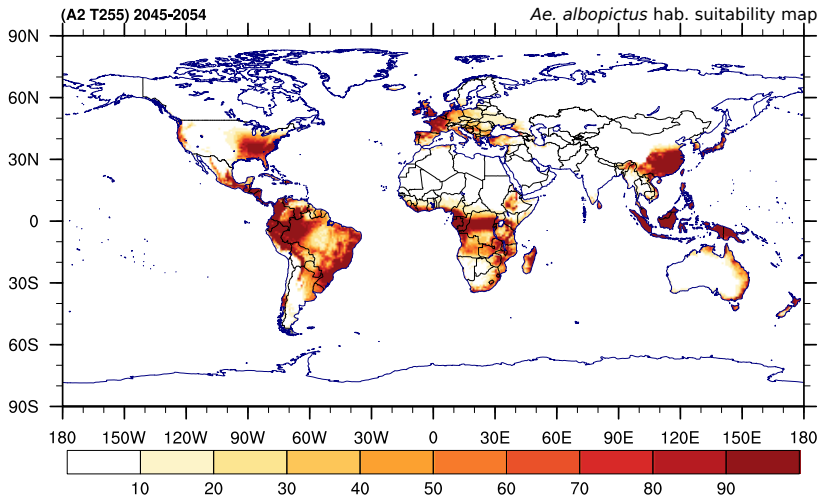 (A2 T255) 2045-2054
Ae. albopictus hab. suitability map
90N
60N
30N
0
30S
60S
90S
180 150W 120W 90W 60W 30W 0 30E 60E 90E 120E 150E 180
10 20 30 40 50 60 70 80 90